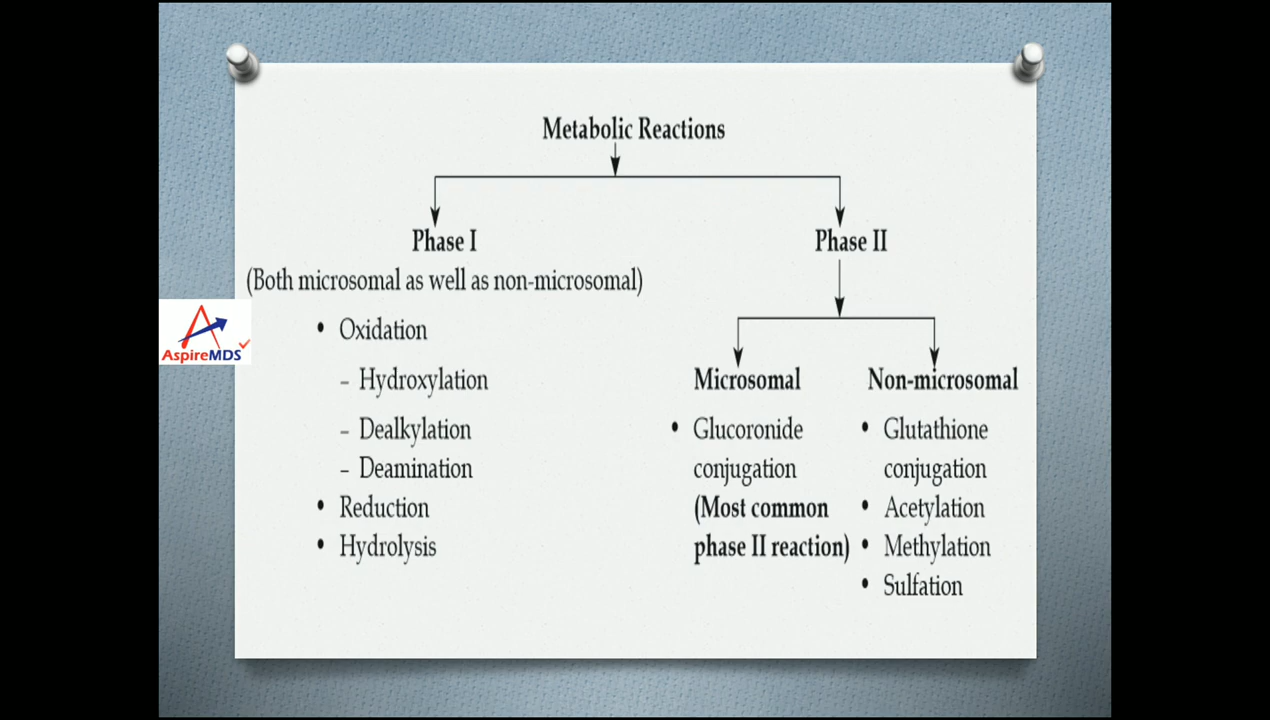 Metabolic Reactions
Phase I
(Both microsomal as well as non-microsomal)
• Oxidation
– Hydroxylation
– Dealkylation
– Deamination
• Reduction
• Hydrolysis
Phase II
Microsomal
• Glucoronide
conjugation
(Most common
phase II reaction)
Non-microsomal
• Glutathione
conjugation
• Acetylation
• Methylation
• Sulfation
AspireMDS